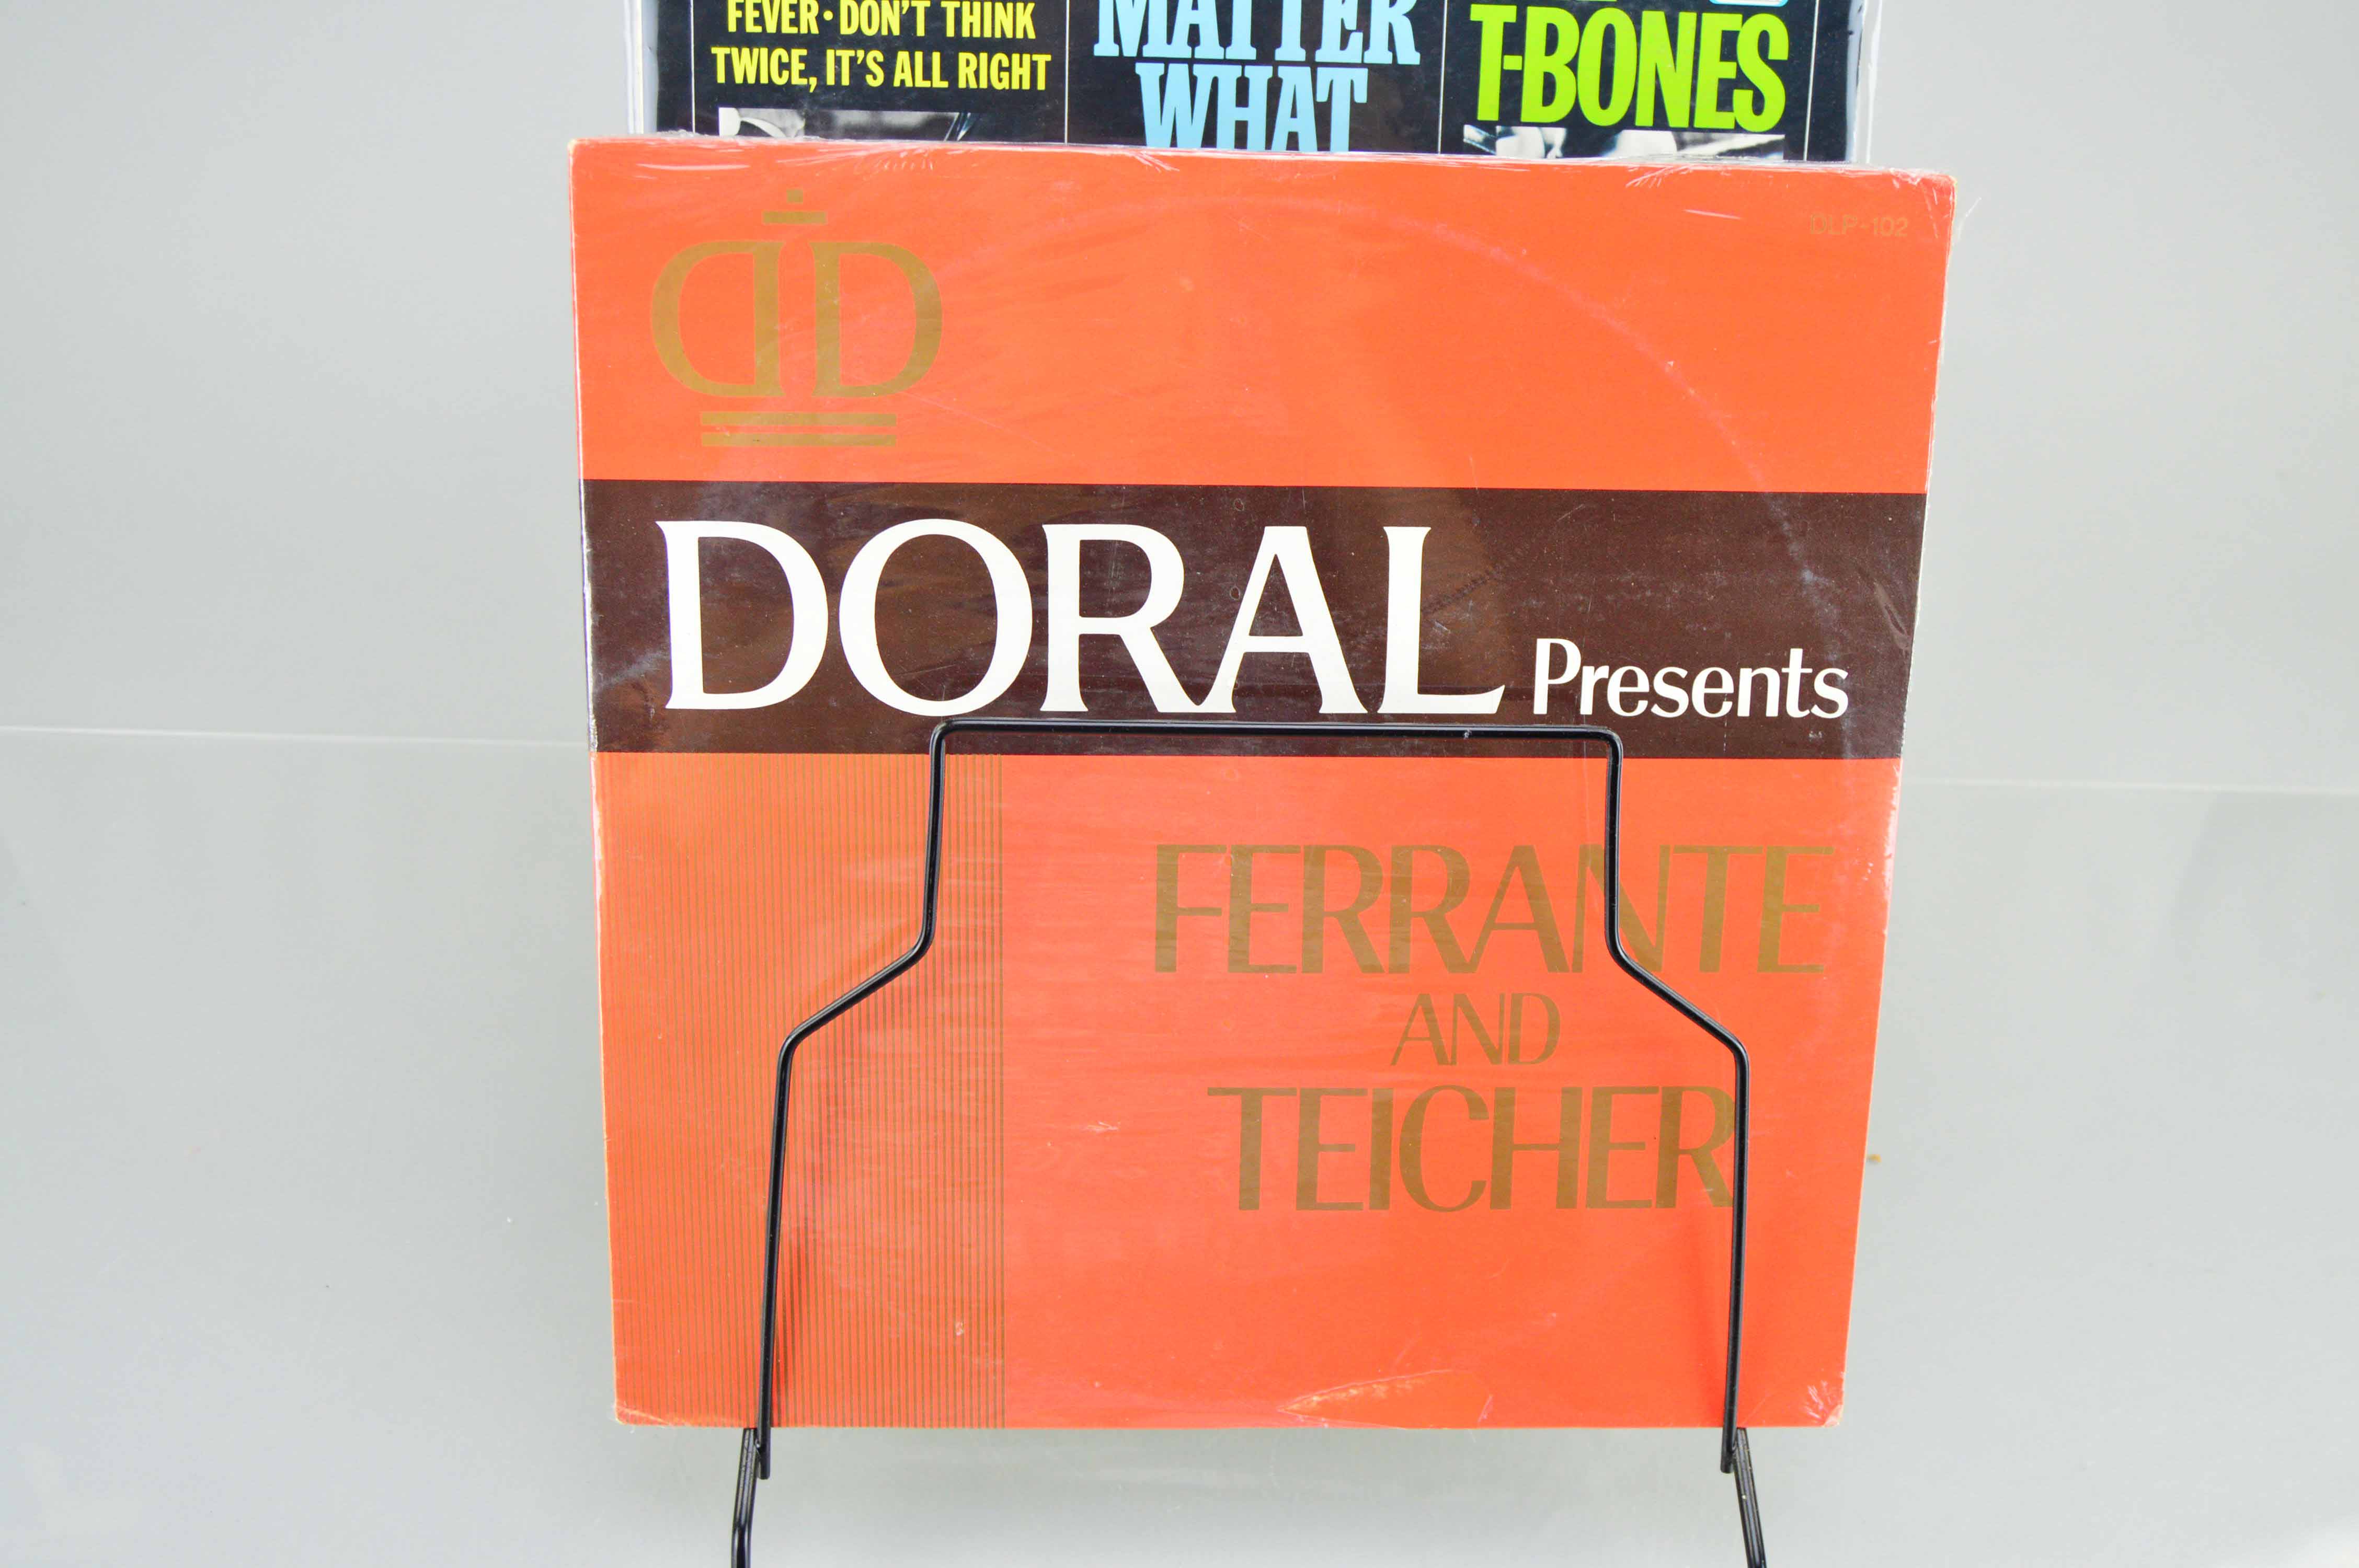 FEVER • DON'T THINK
TWICE, IT'S ALL RIGHT
MATTER
WHAT
T-BONES
DLP-102
DORAL Presents
FERRANTE
AND
TEICHER